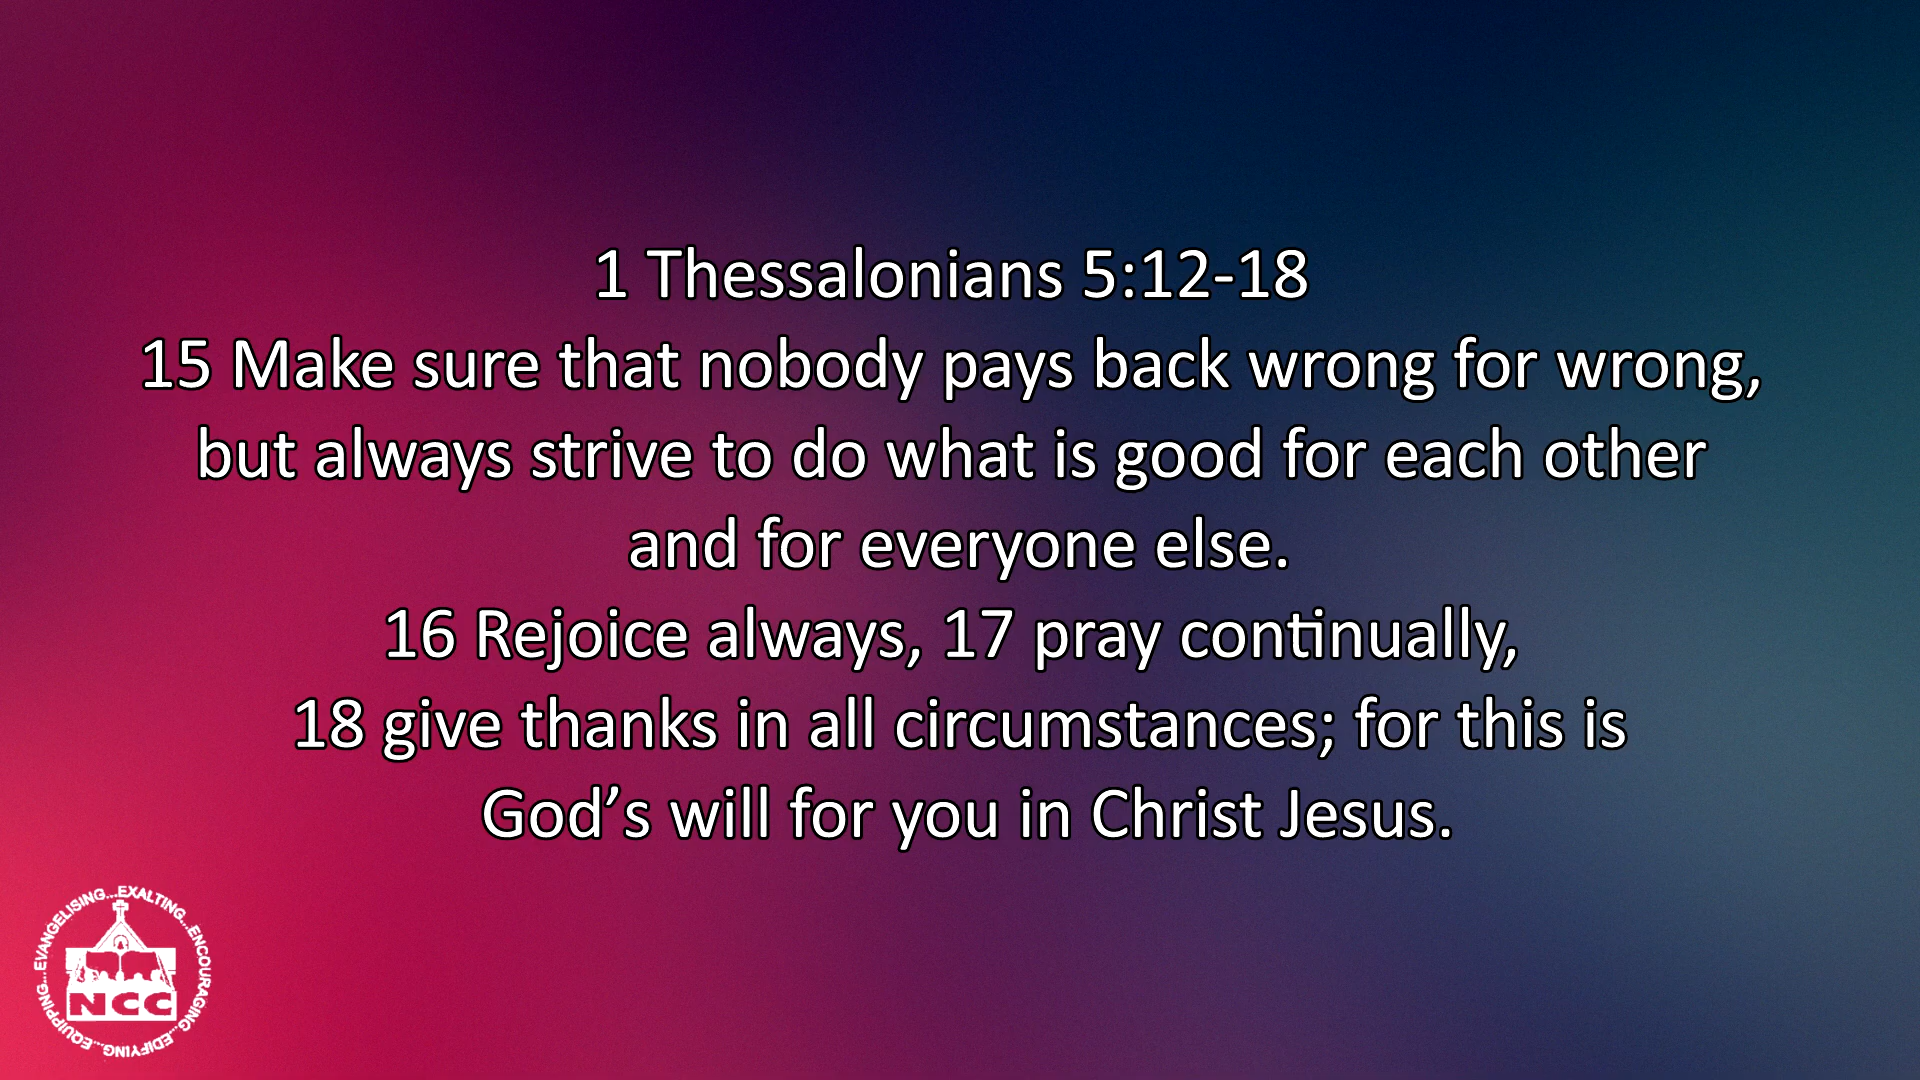 1 Thessalonians 5:12-18
15 Make sure that nobody pays back wrong for wrong,
but always strive to do what is good for each other
and for everyone else.
16 Rejoice always, 17 pray continually,
18 give thanks in all circumstances; for this is
God’s will for you in Christ Jesus.
EVANGELISING...EXALTING...ENCOURAGING...EDIFYING...EQUIPPING...
NCC